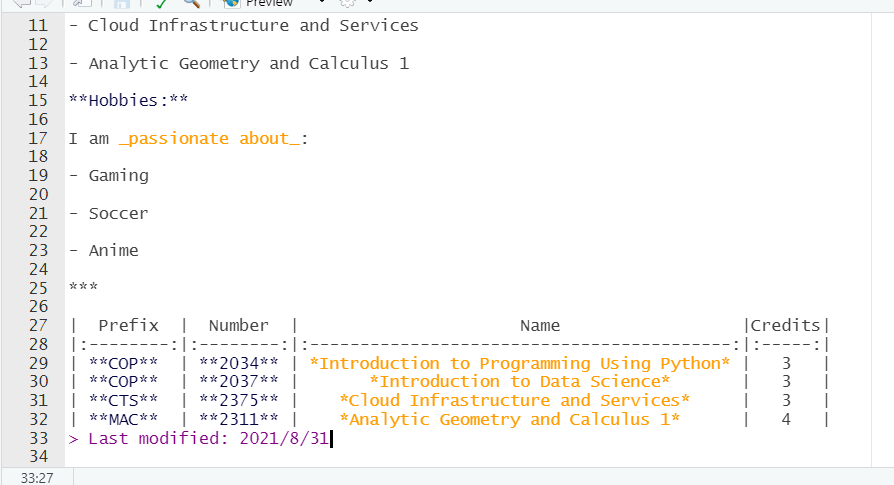 Preview
11 - Cloud Infrastructure and Services
12
13 - Analytic Geometry and Calculus 1
14
15 **Hobbies:**
16
17 I am _passionate about_:
18
19 - Gaming
20
21 - Soccer
22
23 - Anime
24
25 ***
26
27 |  Prefix  |  Number  |                      Name                     |Credits|
28 |:--------:|:--------:|:-------------------------------------------:|:-----:|
29 | **COP** | **2034** | *Introduction to Programming Using Python* |   3   |
30 | **COP** | **2037** |       *Introduction to Data Science*       |   3   |
31 | **CTS** | **2375** |    *Cloud Infrastructure and Services*    |   3   |
32 | **MAC** | **2311** |    *Analytic Geometry and Calculus 1*     |   4   |
33 > Last modified: 2021/8/31
34
33:27